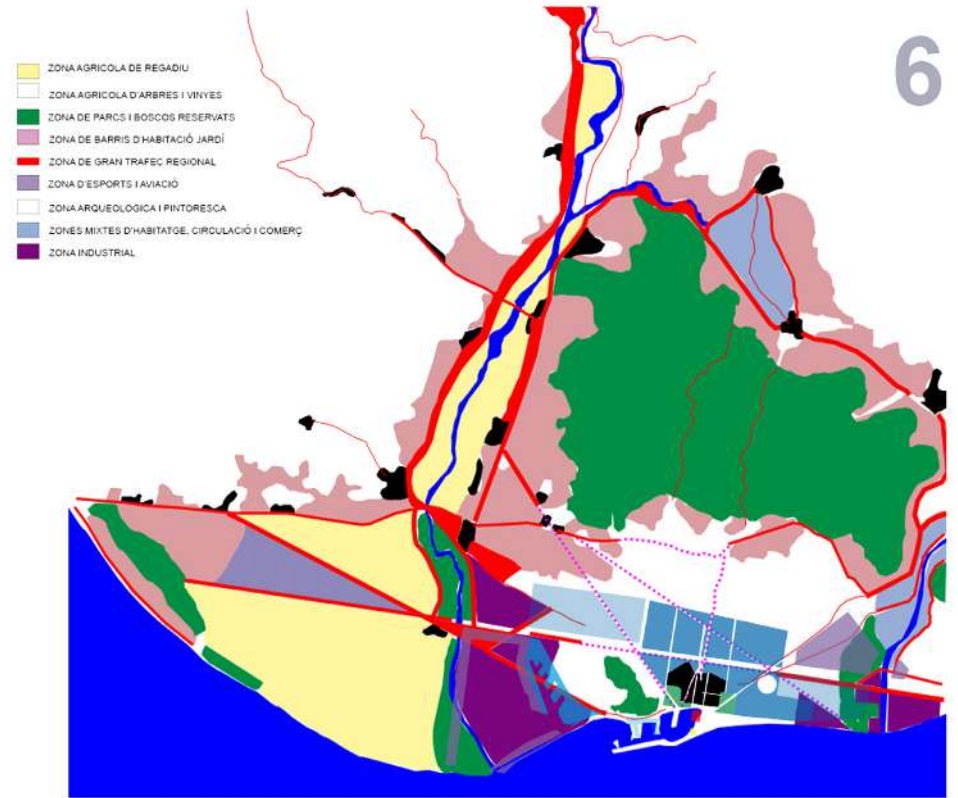 6
ZONA AGRICOLA DE REGADIU
ZONA AGRICOLA D'ARBRES I VINYES
ZONA DE PARCS I BOSCOS RESERVATS
ZONA DE BARRIS D'HABITACIÓ JARDÍ
ZONA DE GRAN TRAFEC REGIONAL
ZONA D'ESPORTS I AVIACIÓ
ZONA ARQUEOLOGICA I PINTORESCA
ZONES MIXTES D'HABITATGE, CIRCULACIÓ I COMERÇ
ZONA INDUSTRIAL